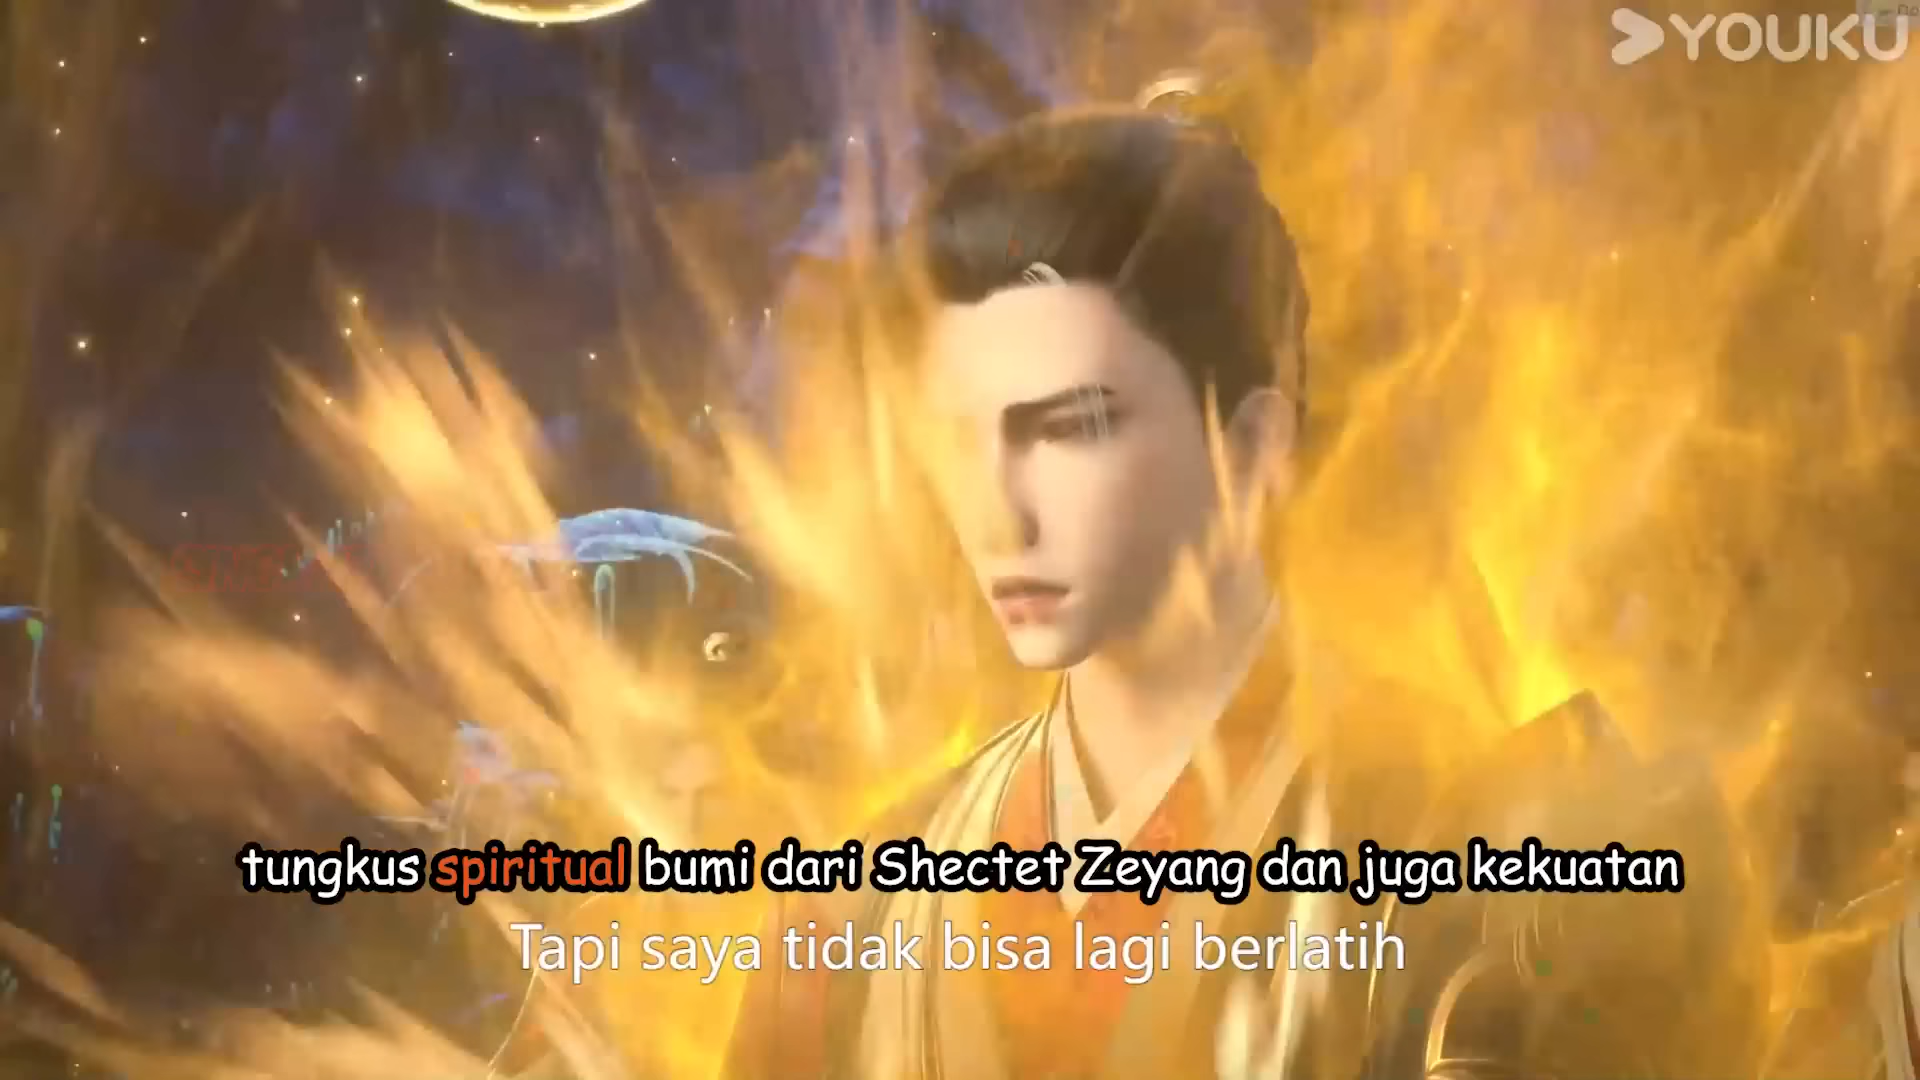 YOUKU
tungkus spiritual bumi dari Shectet Zeyang dan juga kekuatan
Tapi saya tidak bisa lagi berlatih